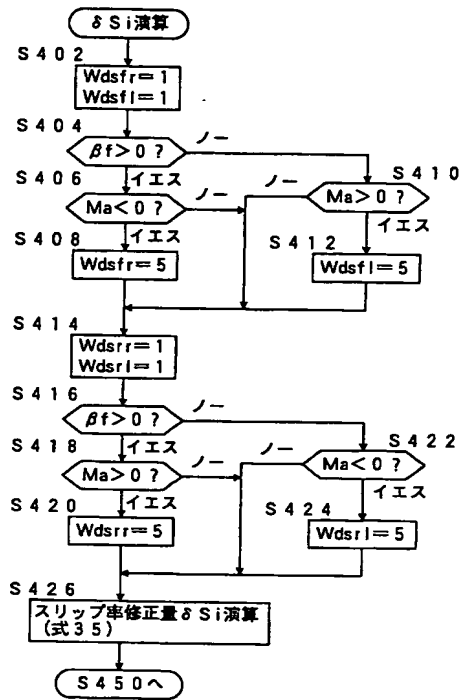 δSi演算
S402
Wdsfr=1
Wdsfl=1
S404
βf>0?
ノー
S406
イエス
ノー
ノー
S410
Ma<0?
Ma>0?
S408
イエス
S412
イエス
Wdsfr=5
Wdsfl=5
S414
Wdsrr=1
Wdsrl=1
S416
βf>0?
ノー
S418
イエス
ノー
ノー
S422
Ma>0?
Ma<0?
S420
イエス
S424
イエス
Wdsrr=5
Wdsrl=5
S426
スリップ率修正量δSi演算
(式35)
S450へ